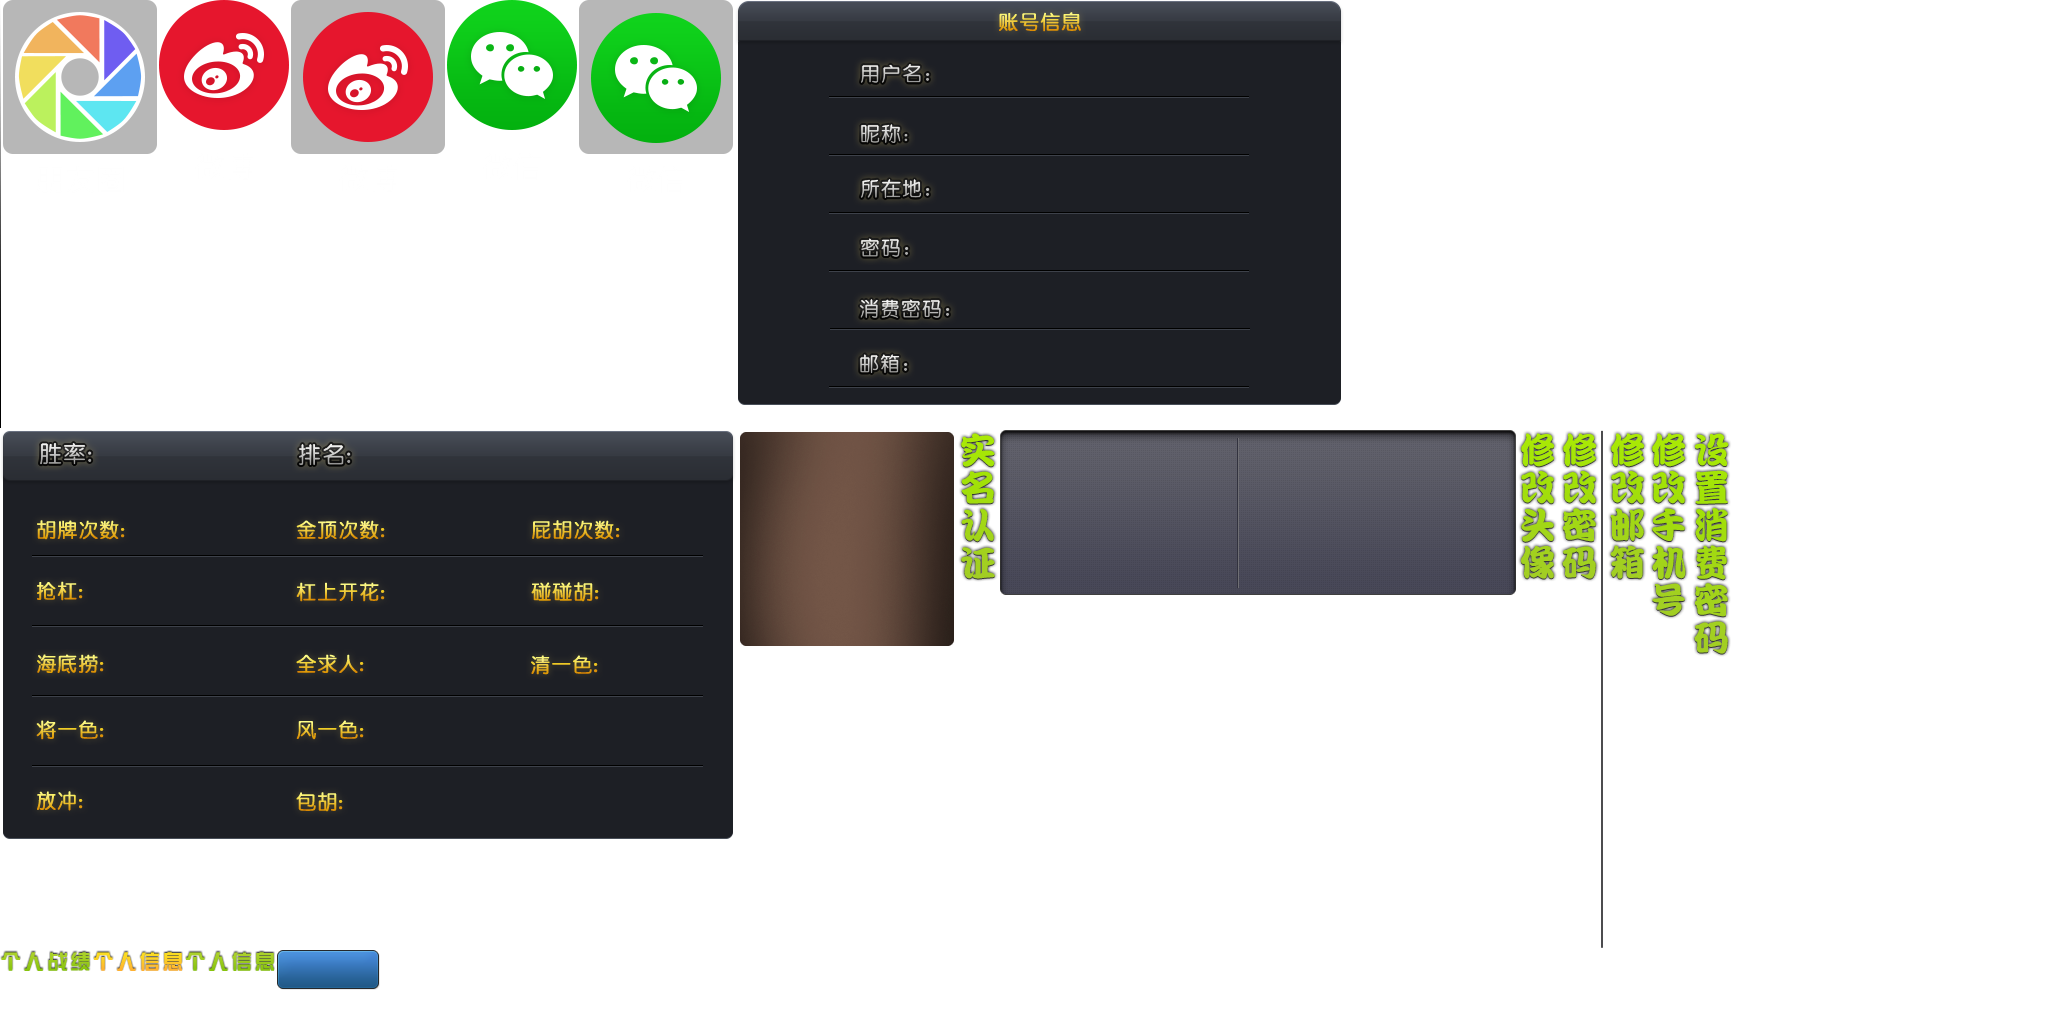 账号信息
用户名:
昵称:
所在地:
密码:
消费密码:
邮箱:
胜率: 排名:
胡牌次数: 金顶次数: 屁胡次数:
抢杠: 杠上开花: 碰碰胡:
海底捞: 全求人: 清一色:
将一色: 风一色:
放冲: 包胡:
实名认证
修改头像
修改密码
修改邮箱
修改手机号
设置消费密码
个人战绩个人信息个人信息